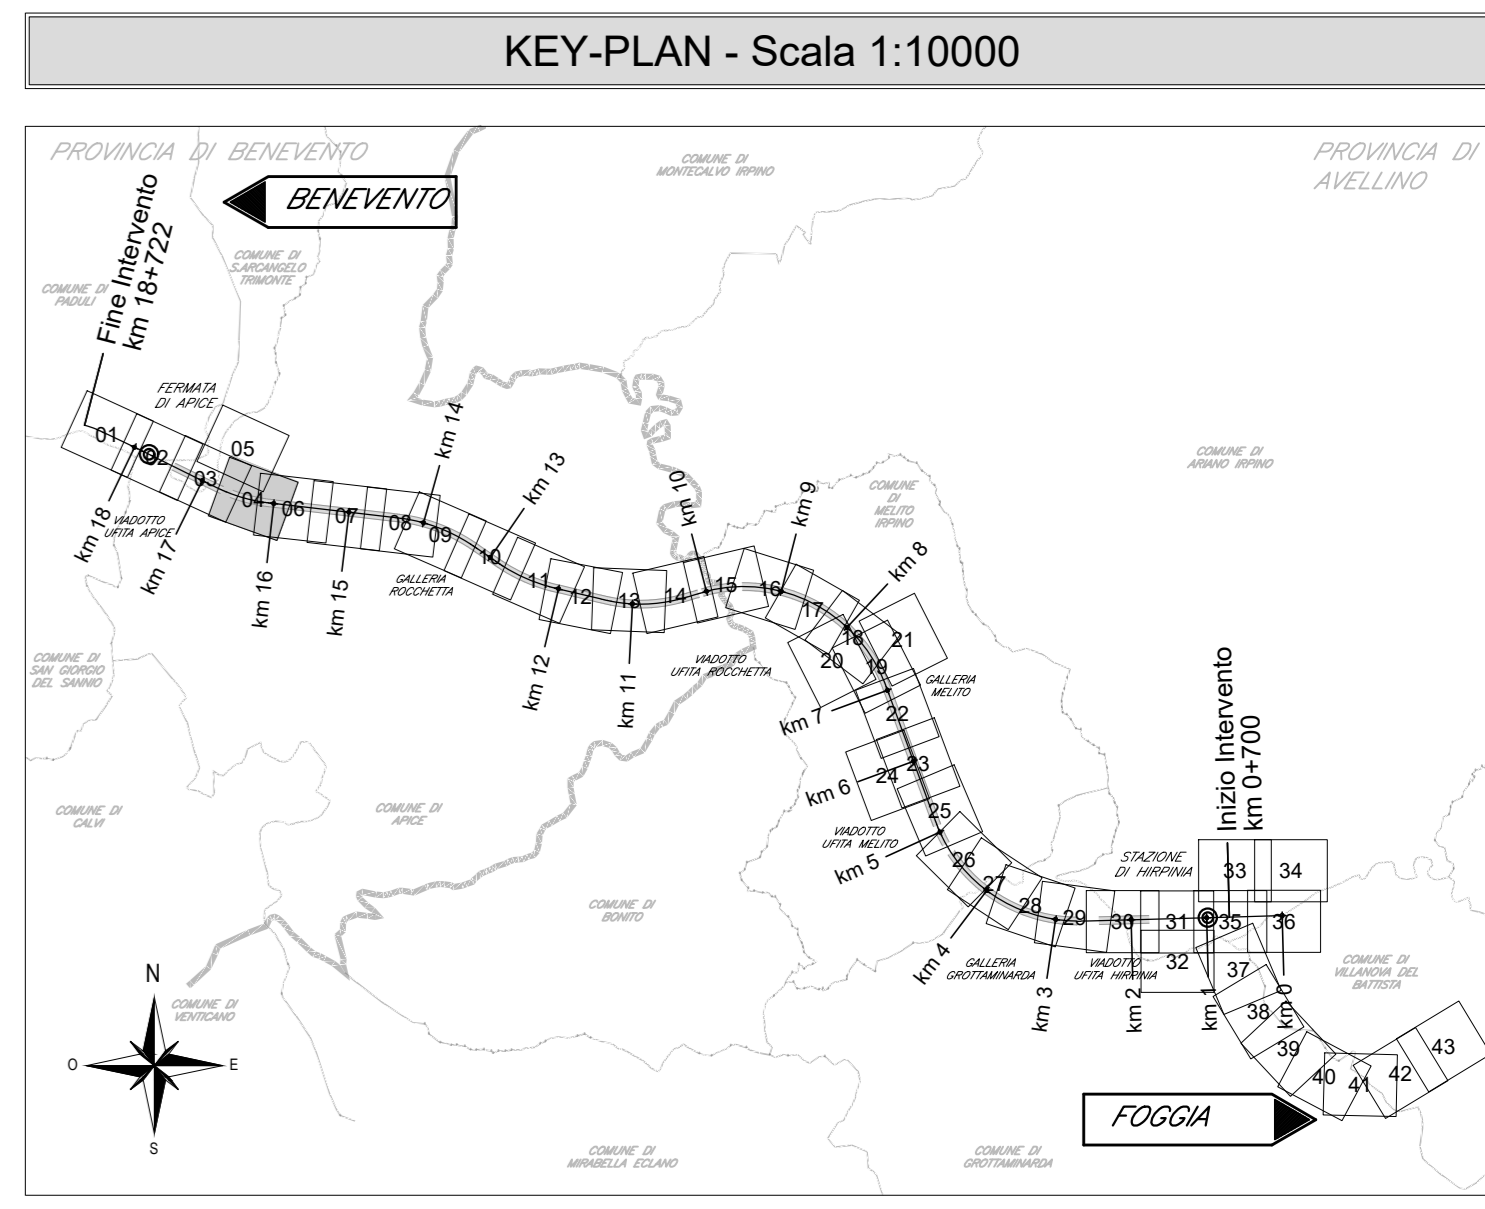 KEY-PLAN - Scala 1:10000
PROVINCIA DI BENEVENTO
PROVINCIA DI
AVELLINO
COMUNE DI
MONTECALVO IRPINO
BENEVENTO
Fine Intervento
km 18+722
COMUNE DI
S.ARCANGELO
TRIMONTE
COMUNE DI
PADULI
FERMATA
DI APICE
01
02
03
04
05
06
07
08
09
10
11
12
13
14
15
16
17
18
19
20
21
22
23
24
25
26
27
28
29
30
31
32
33
34
35
36
37
38
39
40
41
42
43
km 18
km 17
km 16
km 15
km 14
km 13
km 12
km 11
km 10
km 9
km 8
km 7
km 6
km 5
km 4
km 3
km 2
km 1
km 0
VIADOTTO
UFITA APICE
GALLERIA
ROCCHETTA
COMUNE
DI
MELITO
IRPINO
COMUNE DI
ARIANO IRPINO
COMUNE DI
SAN GIORGIO
DEL SANNIO
VIADOTTO
UFITA ROCCHETTA
GALLERIA
MELITO
Inizio Intervento
km 0+700
COMUNE DI
CALVI
COMUNE DI
APICE
VIADOTTO
UFITA MELITO
STAZIONE
DI HIRPINIA
COMUNE DI
BONITO
GALLERIA
GROTTAMINARDA
VIADOTTO
UFITA HIRPINIA
COMUNE DI
VILLANOVA DEL
BATTISTA
COMUNE DI
VENTICANO
N
O
E
S
FOGGIA
COMUNE DI
MIRABELLA ECLANO
COMUNE DI
GROTTAMINARDA